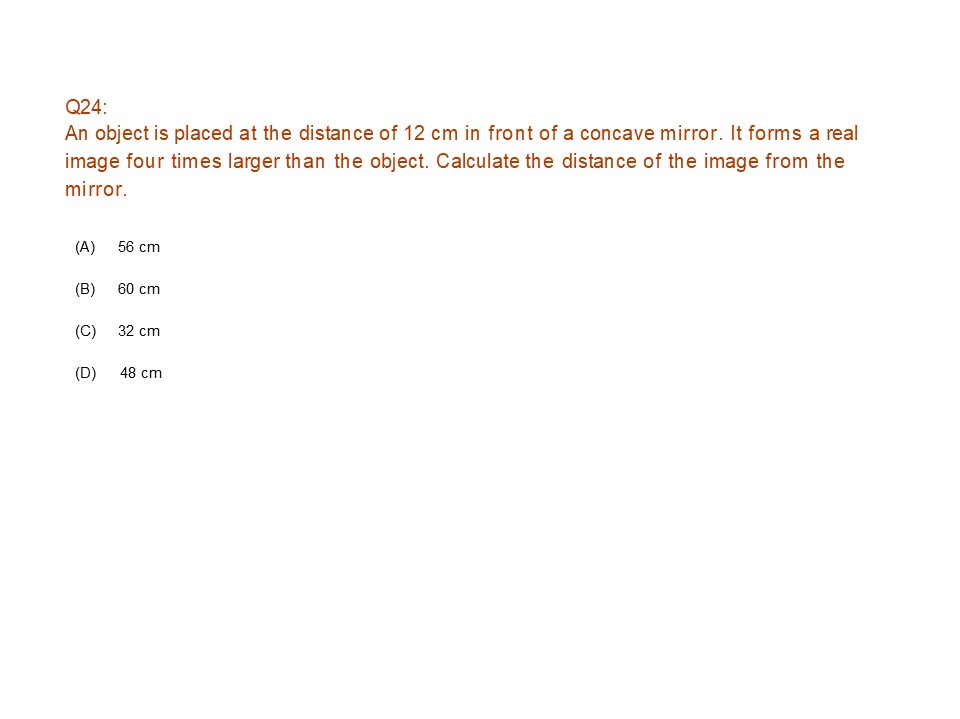 Q24:
An object is placed at the distance of 12 cm in front of a concave mirror. It forms a real
image four times larger than the object. Calculate the distance of the image from the
mirror.
(A) 56 cm
(B) 60 cm
(C) 32 cm
(D) 48 cm